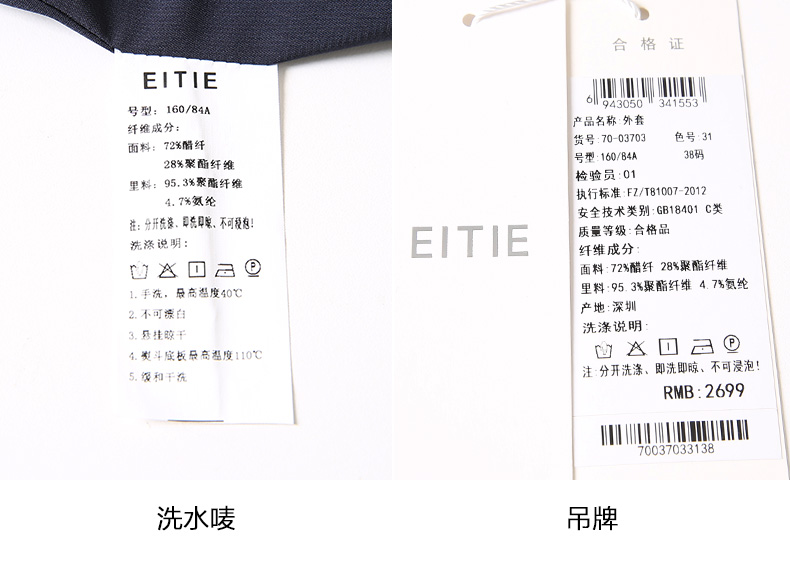 EITIE
号型: 160/84A
纤维成分:
面料: 72%醋纤
28%聚酯纤维
里料: 95.3%聚酯纤维
4.7%氨纶
注: 分开洗涤、即洗即晾、不可浸泡!
洗涤说明:
1.手洗, 最高温度40℃
2.不可漂白
3.悬挂晾干
4.熨斗底板最高温度110℃
5.缓和干洗
洗水唛
EITIE
合格证
6 943050 341553
产品名称:外套
货号:70-03703 色号:31
号型:160/84A 38码
检验员:01
执行标准:FZ/T81007-2012
安全技术类别:GB18401 C类
质量等级:合格品
纤维成分:
面料:72%醋纤 28%聚酯纤维
里料:95.3%聚酯纤维 4.7%氨纶
产地:深圳
洗涤说明:
注:分开洗涤、即洗即晾、不可浸泡!
RMB:2699
70037033138
吊牌